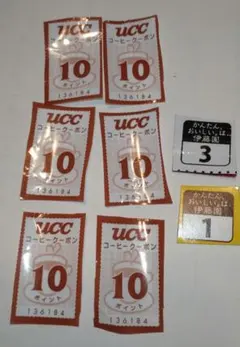 ucc
コーヒークーポン
10
ポイント
136184
ucc
コーヒークーポン
10
ポイント
136184
ucc
コーヒークーポン
10
ポイント
136184
ucc
コーヒークーポン
10
ポイント
136184
ucc
コーヒークーポン
10
ポイント
136184
ucc
コーヒークーポン
10
ポイント
136184
かんたん。
おいしい。は、
伊藤園
3
かんたん。
おいしい。は、
伊藤園
1